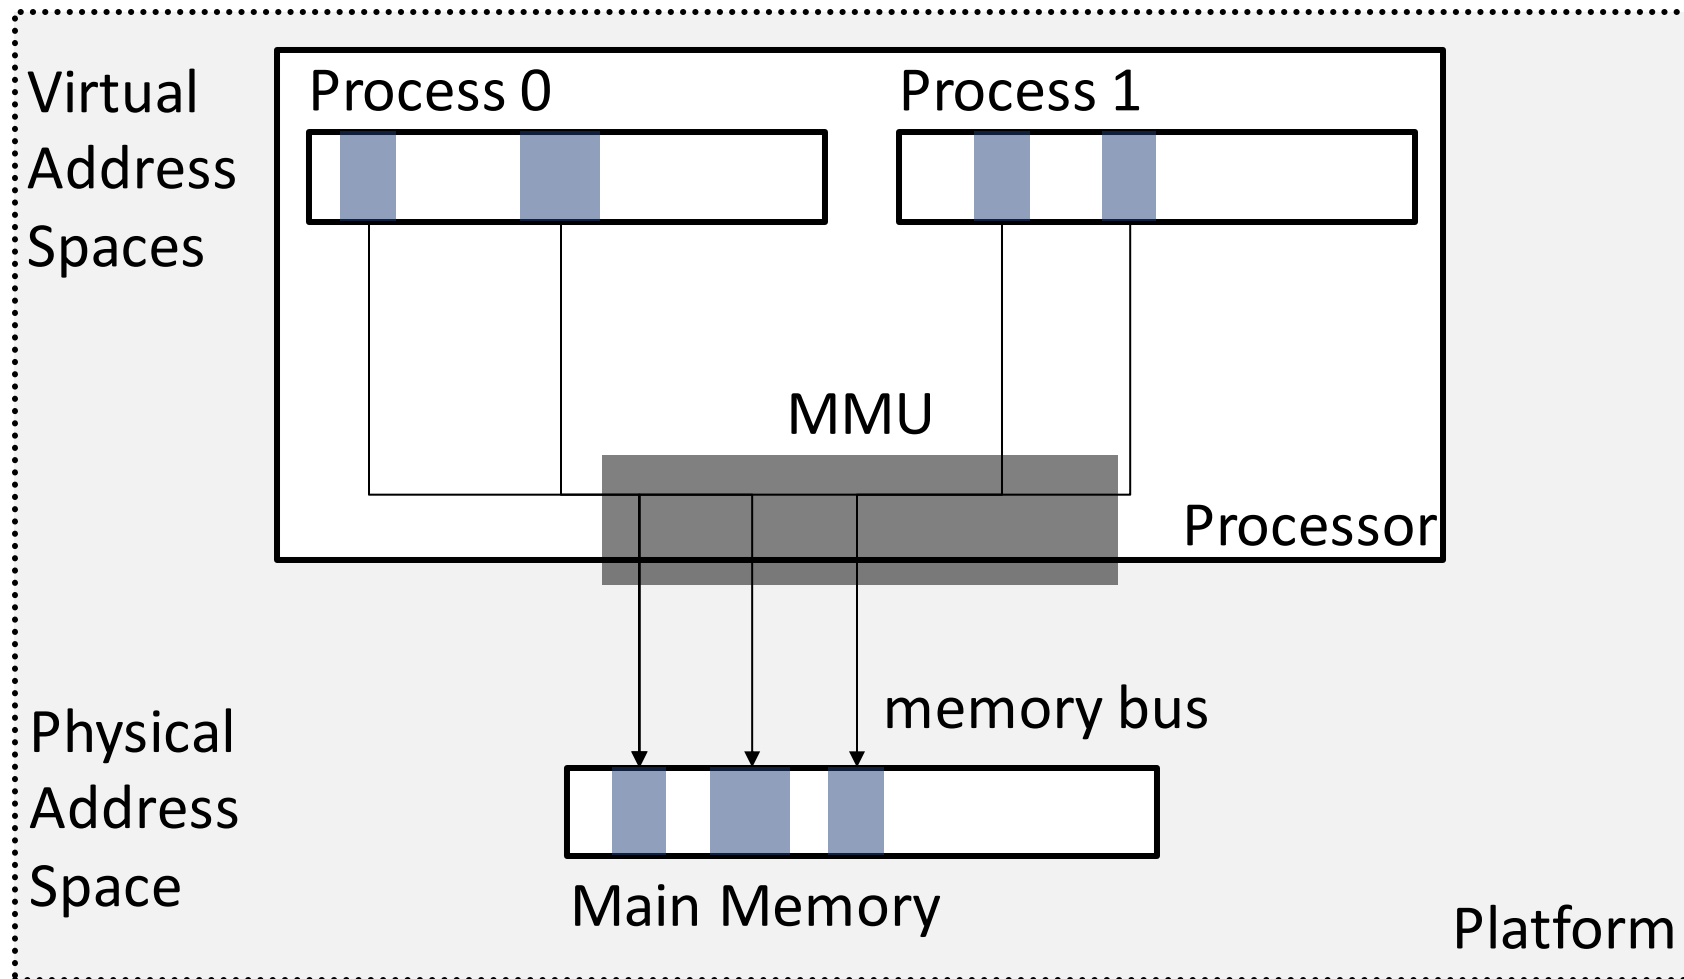 Virtual
Address
Spaces
Process 0
Process 1
MMU
Processor
memory bus
Physical
Address
Space
Main Memory
Platform